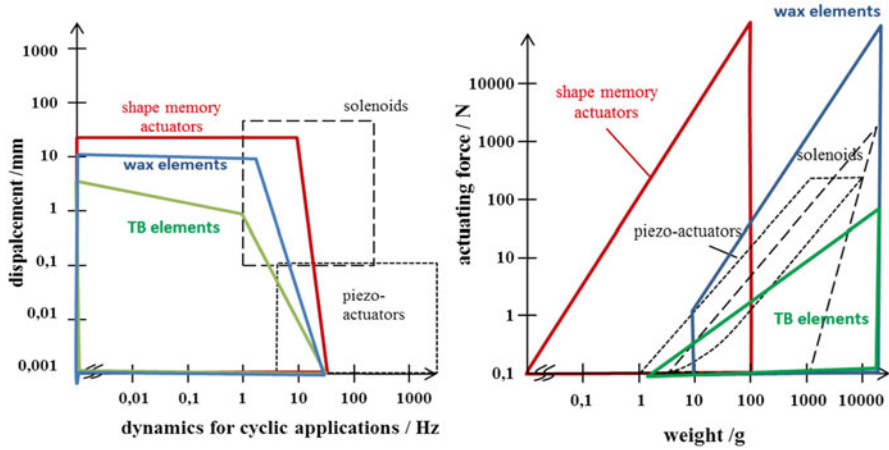 1000
100
10
1
0,1
0,01
0,001
dispalcement /mm
shape memory
actuators
solenoids
wax elements
TB elements
piezo-
actuators
0,01
0,1
1
10
100
1000
dynamics for cyclic applications / Hz
wax elements
10000
1000
100
10
1
0,1
actuating force / N
shape memory
actuators
solenoids
piezo-actuators
TB elements
0,1
1
10
100
1000
10000
weight /g